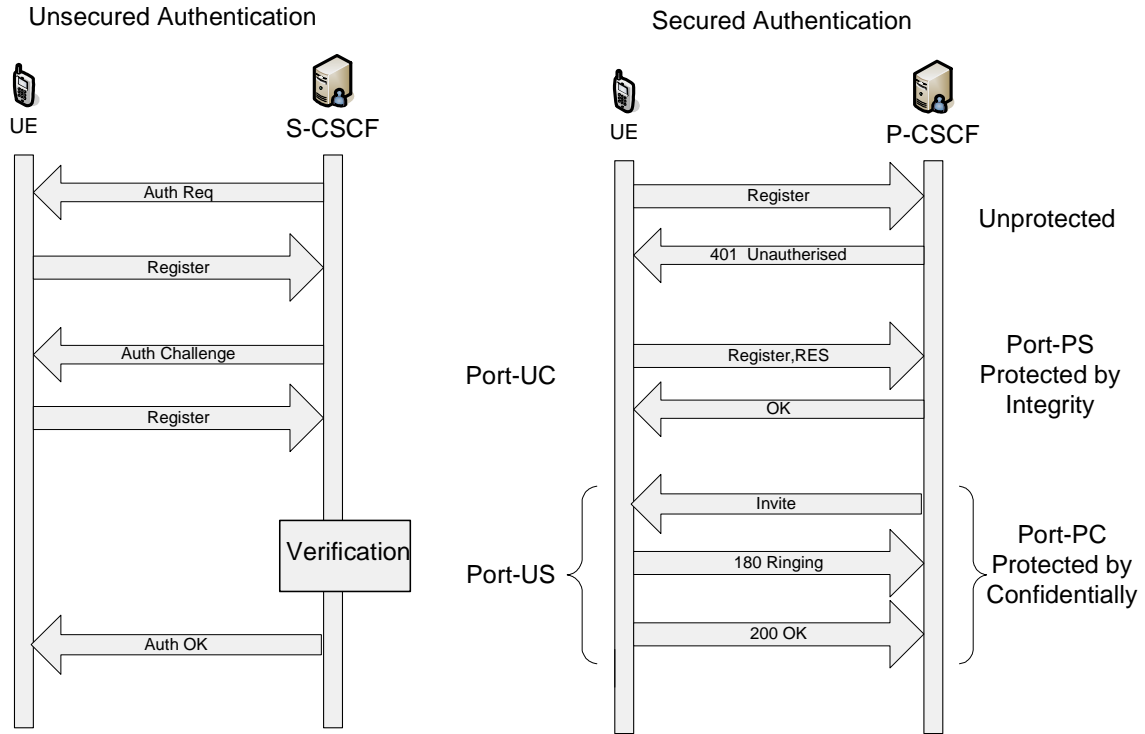 Unsecured Authentication
UE
S-CSCF
Auth Req
Register
Auth Challenge
Register
Verification
Auth OK
Secured Authentication
UE
P-CSCF
Register
Unprotected
401 Unautherised
Port-UC
Register,RES
Port-PS
Protected by
Integrity
OK
Invite
Port-US
180 Ringing
Port-PC
Protected by
Confidentially
200 OK